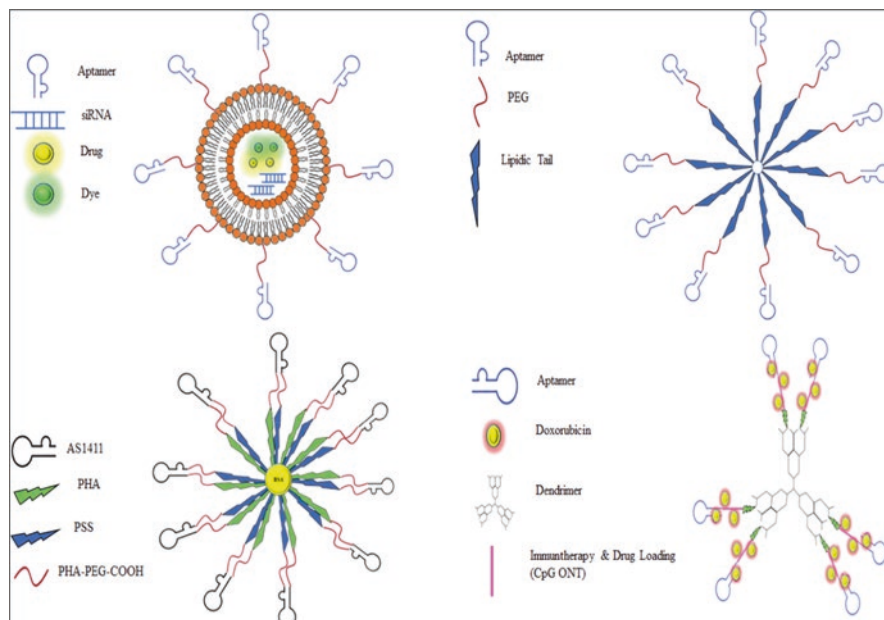 Aptamer
siRNA
Drug
Dye
Aptamer
PEG
Lipidic Tail
AS1411
PHA
PSS
PHA-PEG-COOH
Aptamer
Doxorubicin
Dendrimer
Immuntherapy & Drug Loading
(CpG ONT)